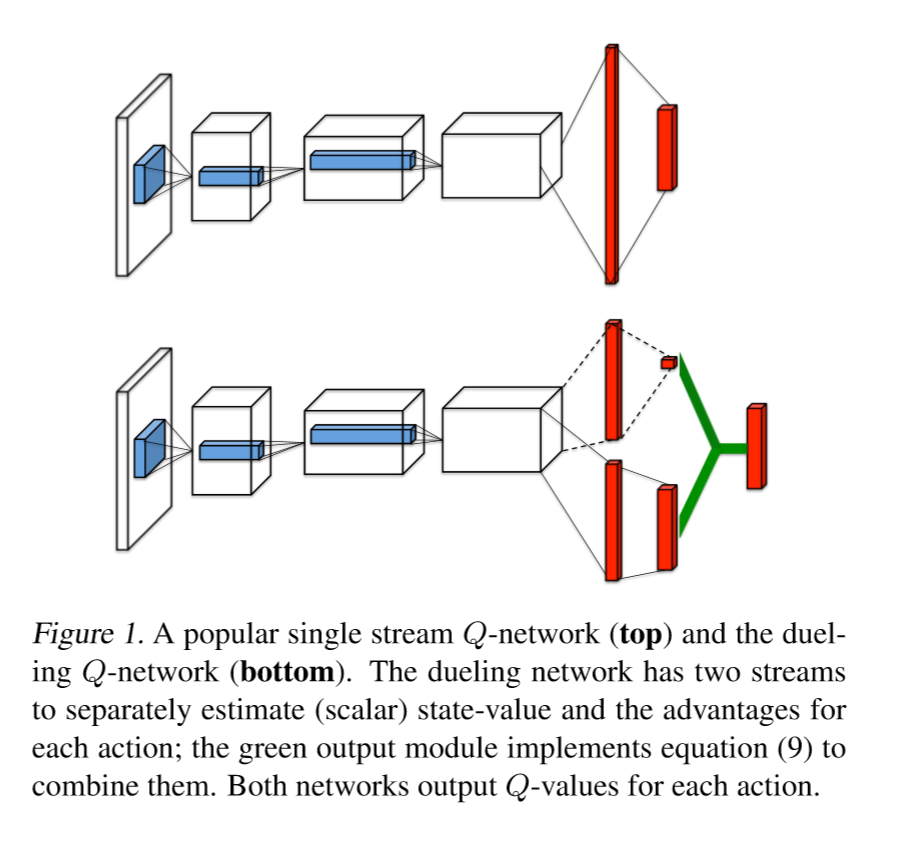 Figure 1. A popular single stream Q-network (top) and the duel-
ing Q-network (bottom). The dueling network has two streams
to separately estimate (scalar) state-value and the advantages for
each action; the green output module implements equation (9) to
combine them. Both networks output Q-values for each action.